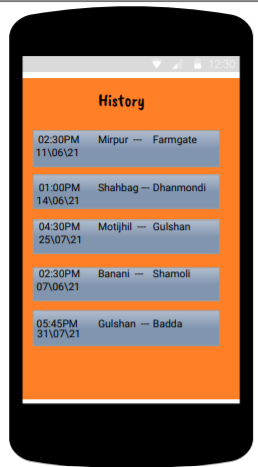 12:30
History
02:30PM Mirpur --- Farmgate
11\06\21
01:00PM Shahbag --- Dhanmondi
14\06\21
04:30PM Motijhil --- Gulshan
25\07\21
02:30PM Banani --- Shamoli
07\06\21
05:45PM Gulshan --- Badda
31\07\21